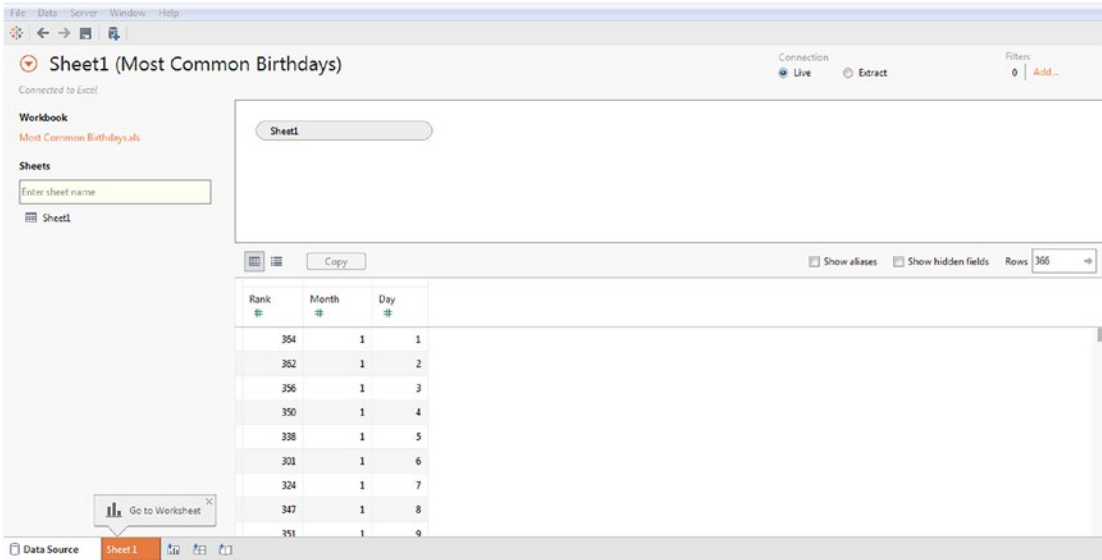 File Data Server Window Help
Sheet1 (Most Common Birthdays)
Connected to Excel
Connection
Live Extract
Filters
0 Add...
Workbook
Most Common Birthdays.xls
Sheets
Enter sheet name
Sheet1
Sheet1
Copy
Show aliases Show hidden fields Rows 366
Rank Month Day
# # #
364 1 1
362 1 2
356 1 3
350 1 4
338 1 5
301 1 6
324 1 7
347 1 8
351 1 9
Go to Worksheet
Data Source Sheet 1